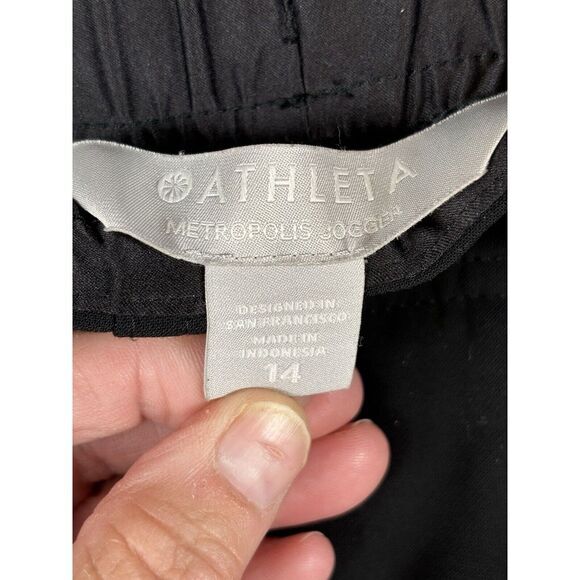 ATHLETA
METROPOLIS JOGGER
DESIGNED IN
SAN FRANCISCO
MADE IN
INDONESIA
14